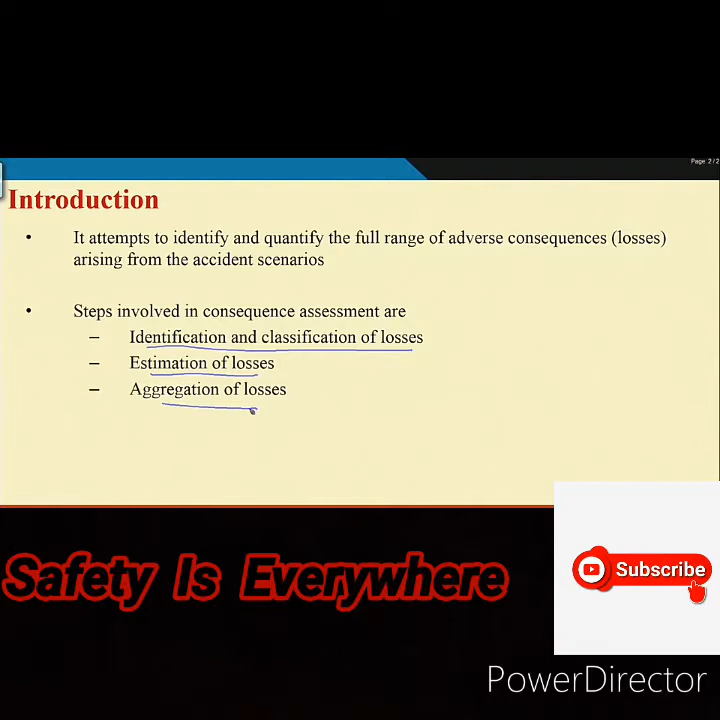 Page 2/2
Introduction
• It attempts to identify and quantify the full range of adverse consequences (losses)
arising from the accident scenarios
• Steps involved in consequence assessment are
– Identification and classification of losses
– Estimation of losses
– Aggregation of losses
Safety Is Everywhere
Subscribe
PowerDirector